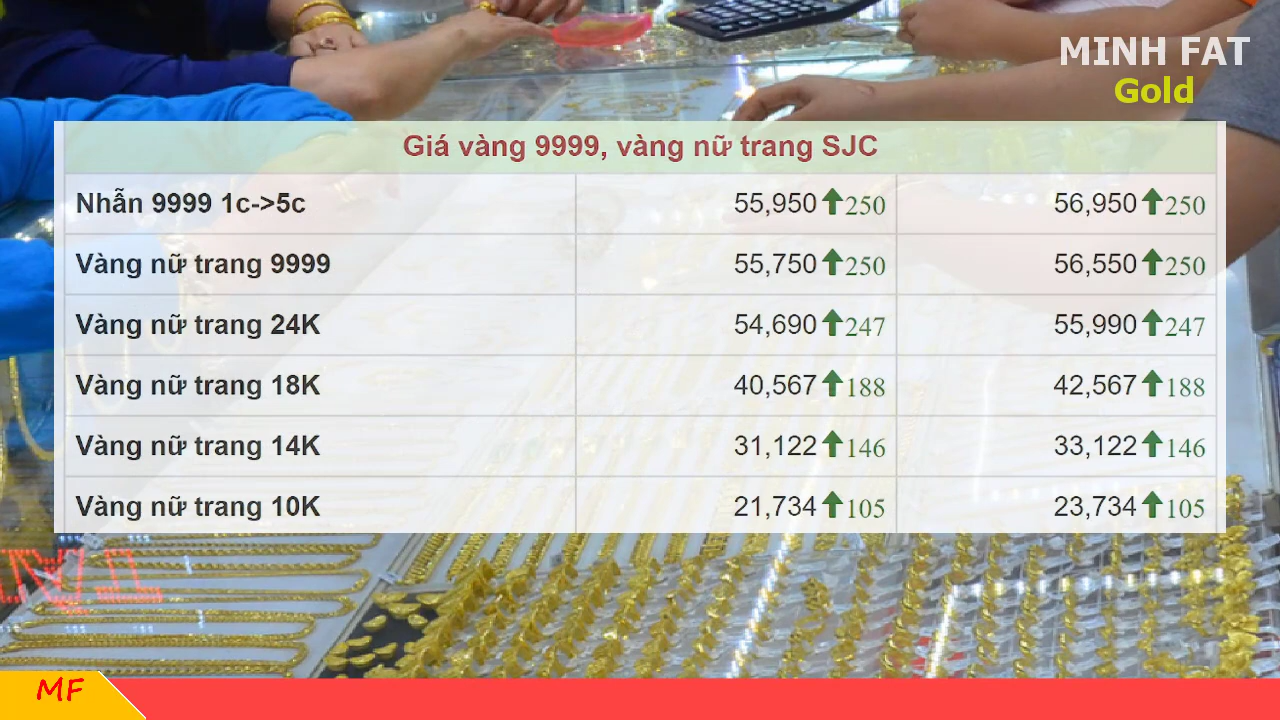 MINH FAT
Gold
Giá vàng 9999, vàng nữ trang SJC
Nhẫn 9999 1c->5c 55,950 250 56,950 250
Vàng nữ trang 9999 55,750 250 56,550 250
Vàng nữ trang 24K 54,690 247 55,990 247
Vàng nữ trang 18K 40,567 188 42,567 188
Vàng nữ trang 14K 31,122 146 33,122 146
Vàng nữ trang 10K 21,734 105 23,734 105
MF